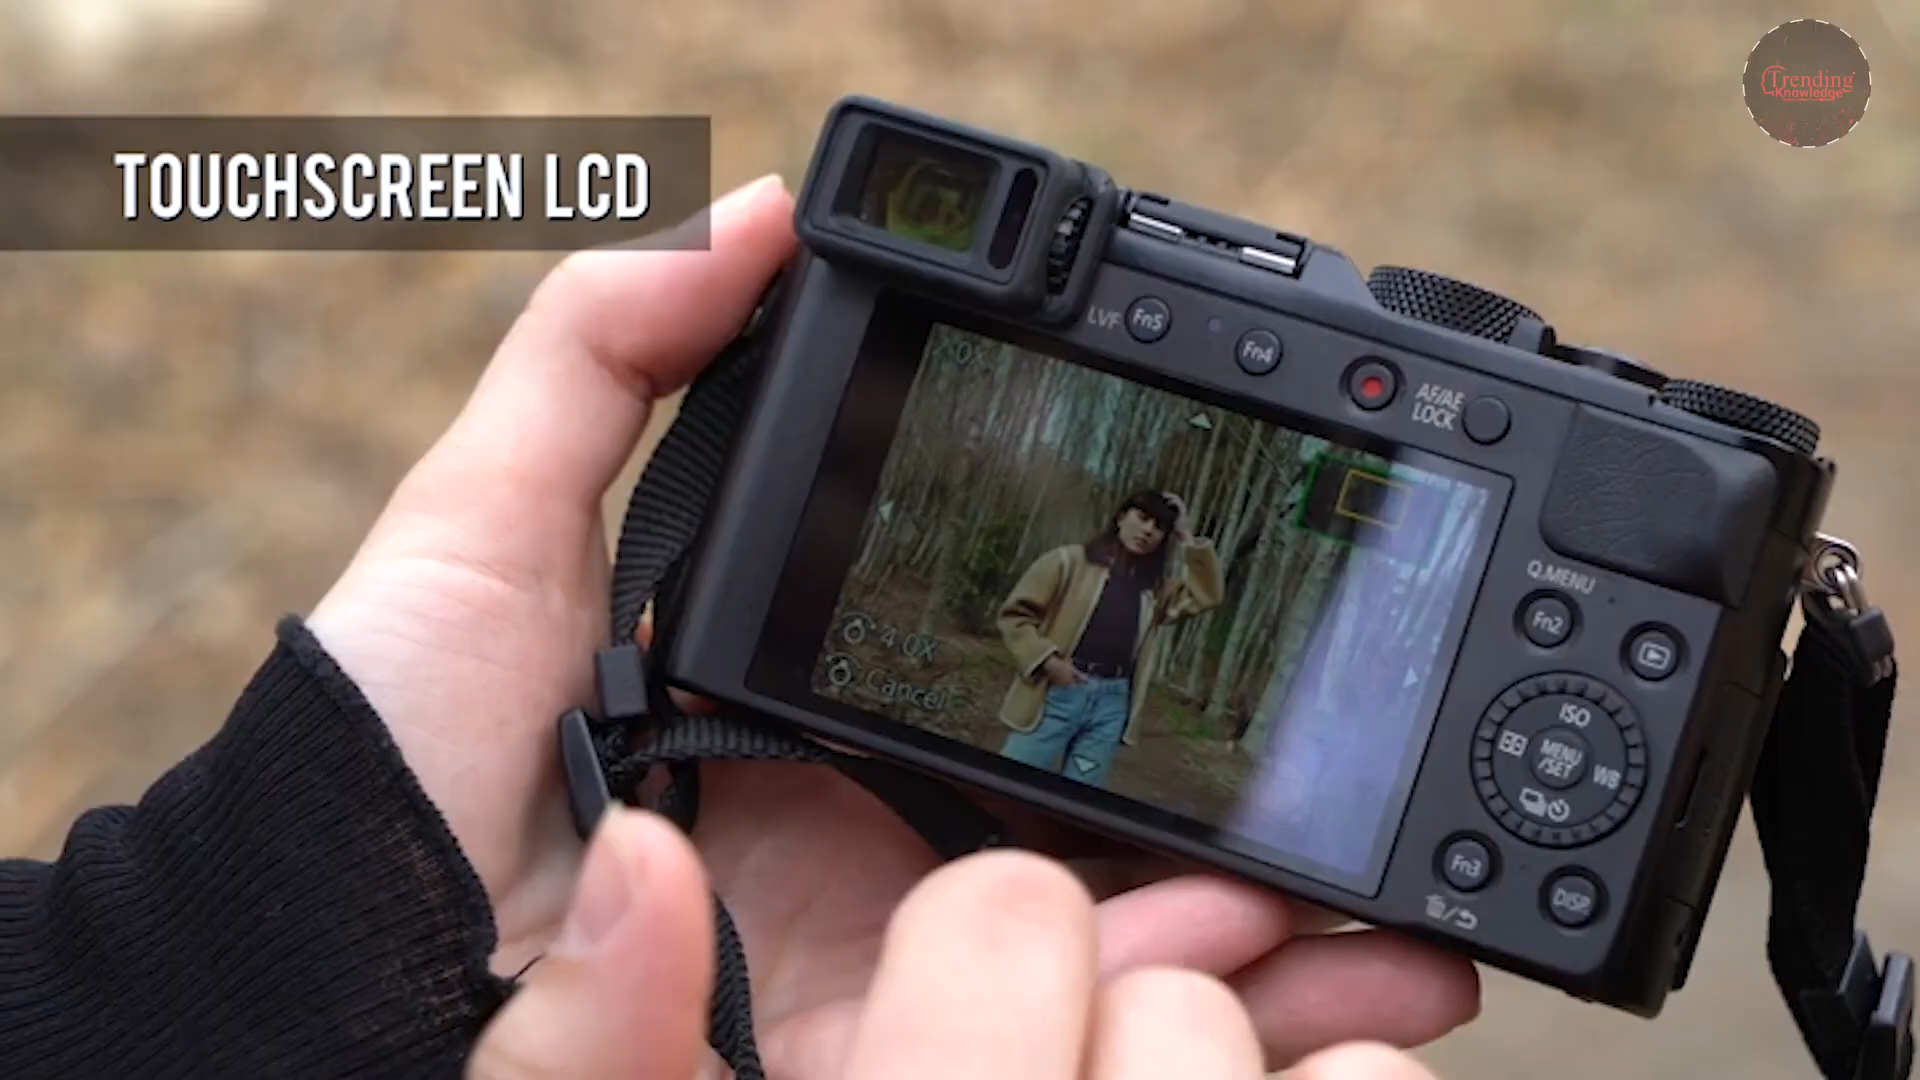 TOUCHSCREEN LCD
Trending
Knowledge
LVF
Fn5
Fn4
AF/AE
LOCK
Q.MENU
Fn2
ISO
MENU
/SET
WB
Fn3
DISP.
4.0X
Cancel